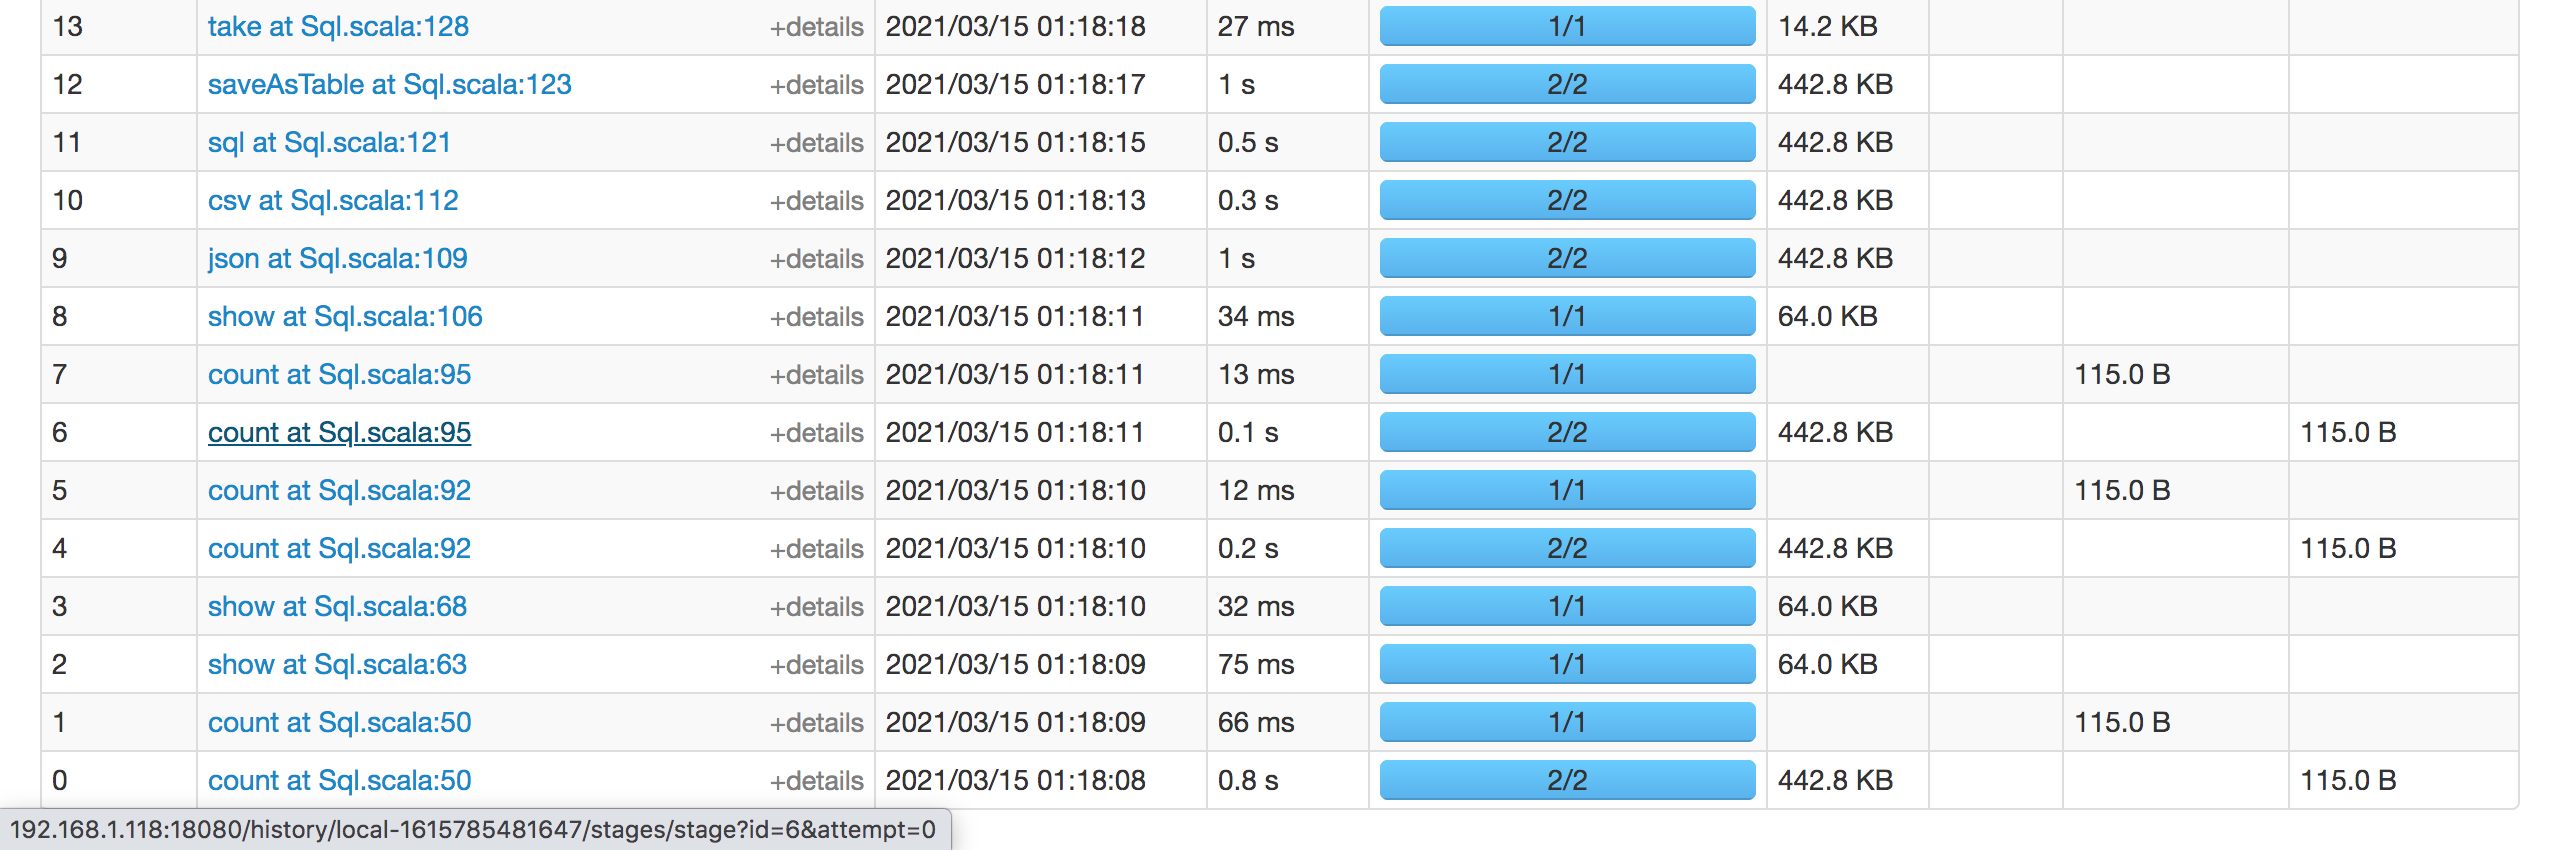 13 take at Sql.scala:128 +details 2021/03/15 01:18:18 27 ms 1/1 14.2 KB
12 saveAsTable at Sql.scala:123 +details 2021/03/15 01:18:17 1 s 2/2 442.8 KB
11 sql at Sql.scala:121 +details 2021/03/15 01:18:15 0.5 s 2/2 442.8 KB
10 csv at Sql.scala:112 +details 2021/03/15 01:18:13 0.3 s 2/2 442.8 KB
9 json at Sql.scala:109 +details 2021/03/15 01:18:12 1 s 2/2 442.8 KB
8 show at Sql.scala:106 +details 2021/03/15 01:18:11 34 ms 1/1 64.0 KB
7 count at Sql.scala:95 +details 2021/03/15 01:18:11 13 ms 1/1 115.0 B
6 count at Sql.scala:95 +details 2021/03/15 01:18:11 0.1 s 2/2 442.8 KB 115.0 B
5 count at Sql.scala:92 +details 2021/03/15 01:18:10 12 ms 1/1 115.0 B
4 count at Sql.scala:92 +details 2021/03/15 01:18:10 0.2 s 2/2 442.8 KB 115.0 B
3 show at Sql.scala:68 +details 2021/03/15 01:18:10 32 ms 1/1 64.0 KB
2 show at Sql.scala:63 +details 2021/03/15 01:18:09 75 ms 1/1 64.0 KB
1 count at Sql.scala:50 +details 2021/03/15 01:18:09 66 ms 1/1 115.0 B
0 count at Sql.scala:50 +details 2021/03/15 01:18:08 0.8 s 2/2 442.8 KB 115.0 B
192.168.1.118:18080/history/local-1615785481647/stages/stage?id=6&attempt=0